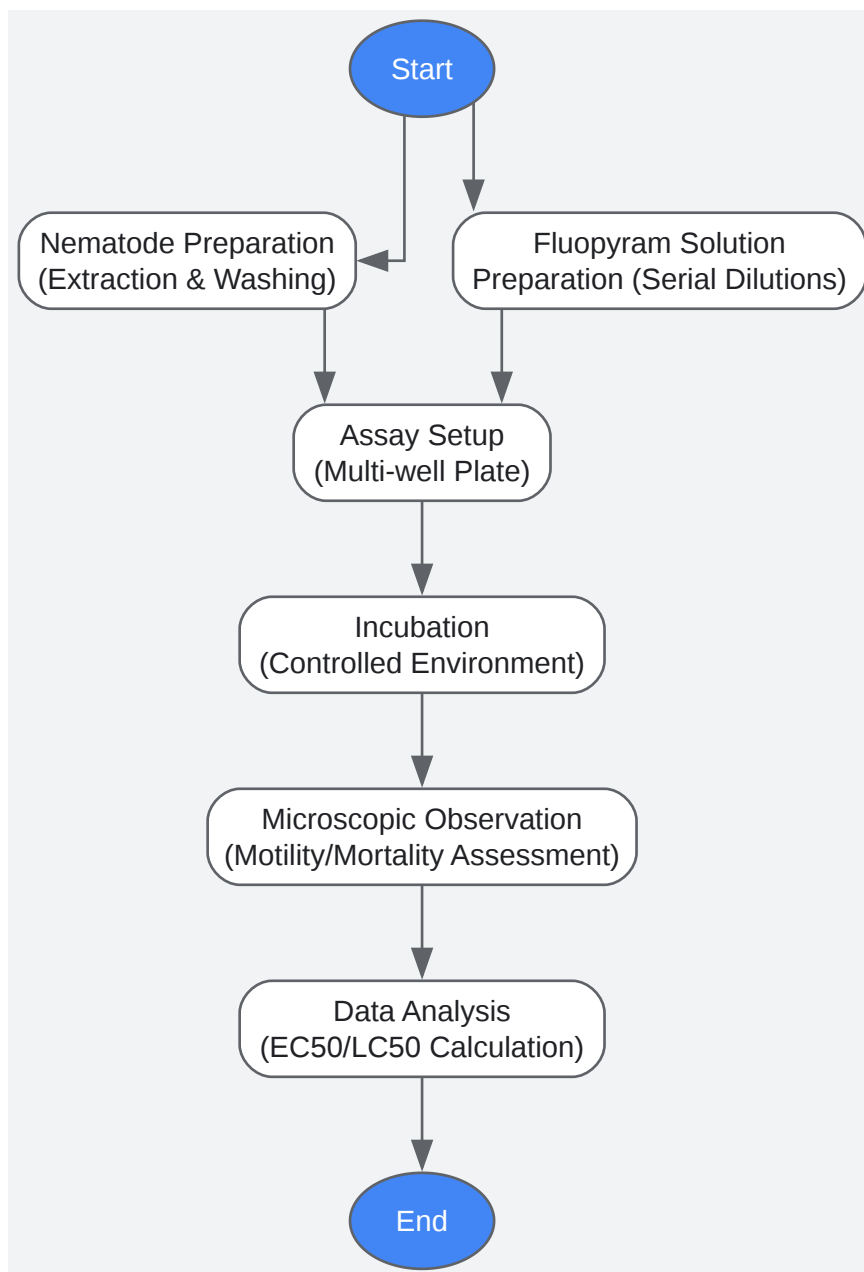 Start
Nematode Preparation
(Extraction & Washing)
Fluopyram Solution
Preparation (Serial Dilutions)
Assay Setup
(Multi-well Plate)
Incubation
(Controlled Environment)
Microscopic Observation
(Motility/Mortality Assessment)
Data Analysis
(EC50/LC50 Calculation)
End